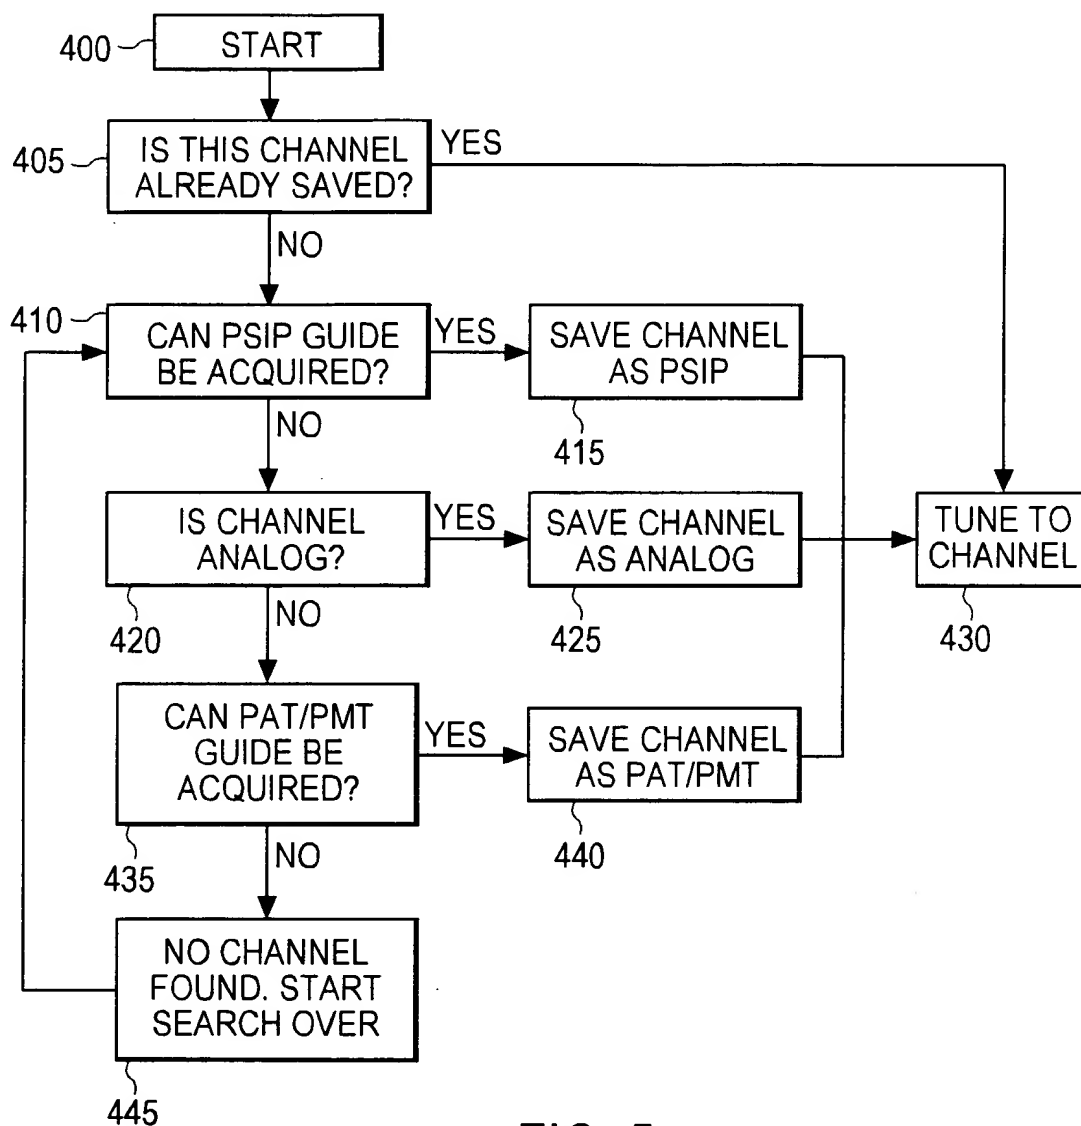 400
START
405
IS THIS CHANNEL
ALREADY SAVED?
YES
NO
410
CAN PSIP GUIDE
BE ACQUIRED?
YES
SAVE CHANNEL
AS PSIP
415
NO
IS CHANNEL
ANALOG?
YES
SAVE CHANNEL
AS ANALOG
TUNE TO
CHANNEL
420
NO
425
430
CAN PAT/PMT
GUIDE BE
ACQUIRED?
YES
SAVE CHANNEL
AS PAT/PMT
435
NO
440
NO CHANNEL
FOUND. START
SEARCH OVER
445